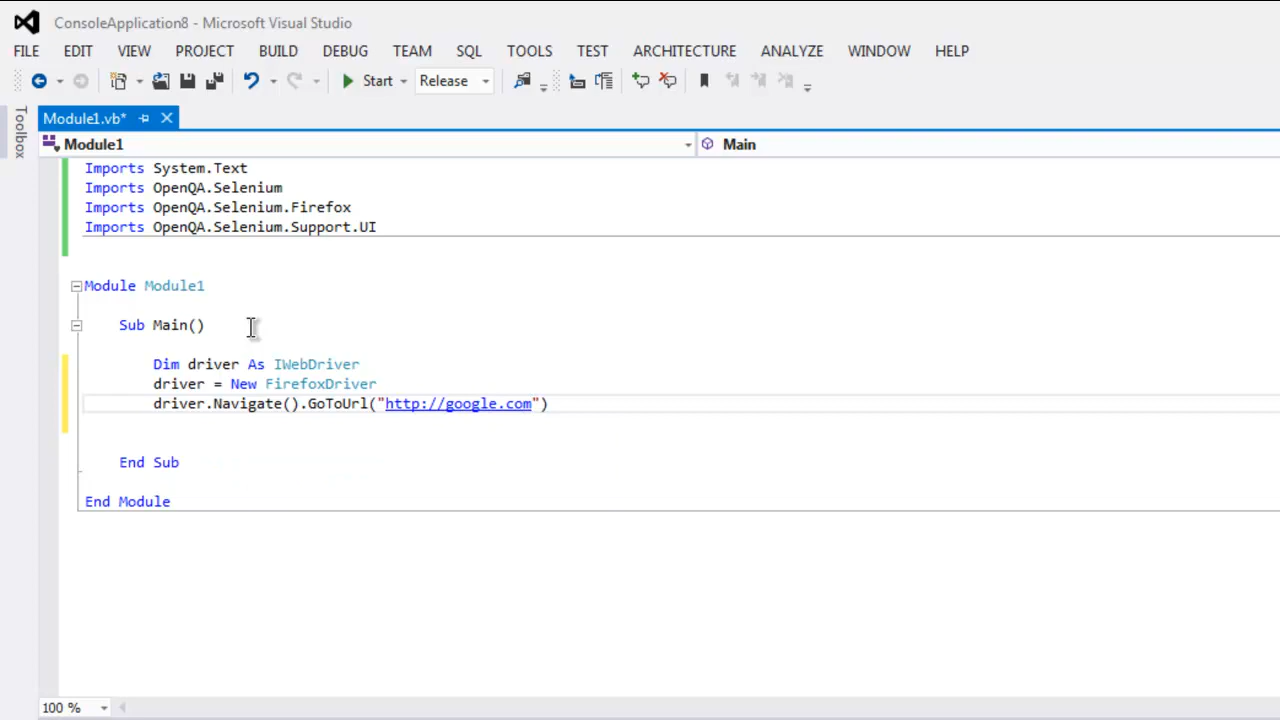 ConsoleApplication8 - Microsoft Visual Studio
FILE EDIT VIEW PROJECT BUILD DEBUG TEAM SQL TOOLS TEST ARCHITECTURE ANALYZE WINDOW HELP
Start Release
Toolbox
Module1.vb*
Module1 Main
Imports System.Text
Imports OpenQA.Selenium
Imports OpenQA.Selenium.Firefox
Imports OpenQA.Selenium.Support.UI
Module Module1
Sub Main()
Dim driver As IWebDriver
driver = New FirefoxDriver
driver.Navigate().GoToUrl("http://google.com")
End Sub
End Module
100 %